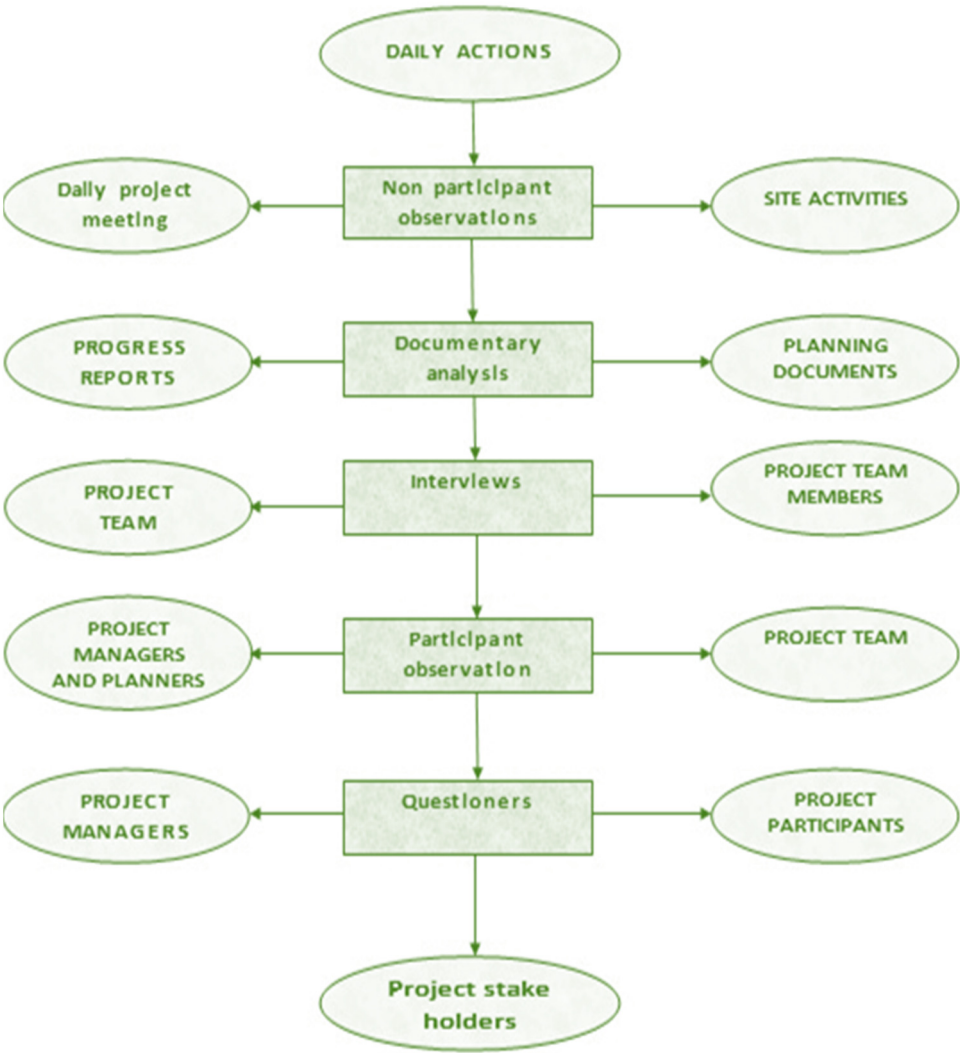 DAILY ACTIONS
Daily project
meeting
Non participant
observations
SITE ACTIVITIES
PROGRESS
REPORTS
Documentary
analysis
PLANNING
DOCUMENTS
PROJECT
TEAM
Interviews
PROJECT TEAM
MEMBERS
PROJECT
MANAGERS
AND PLANNERS
Participant
observation
PROJECT TEAM
PROJECT
MANAGERS
Questioners
PROJECT
PARTICIPANTS
Project stake
holders